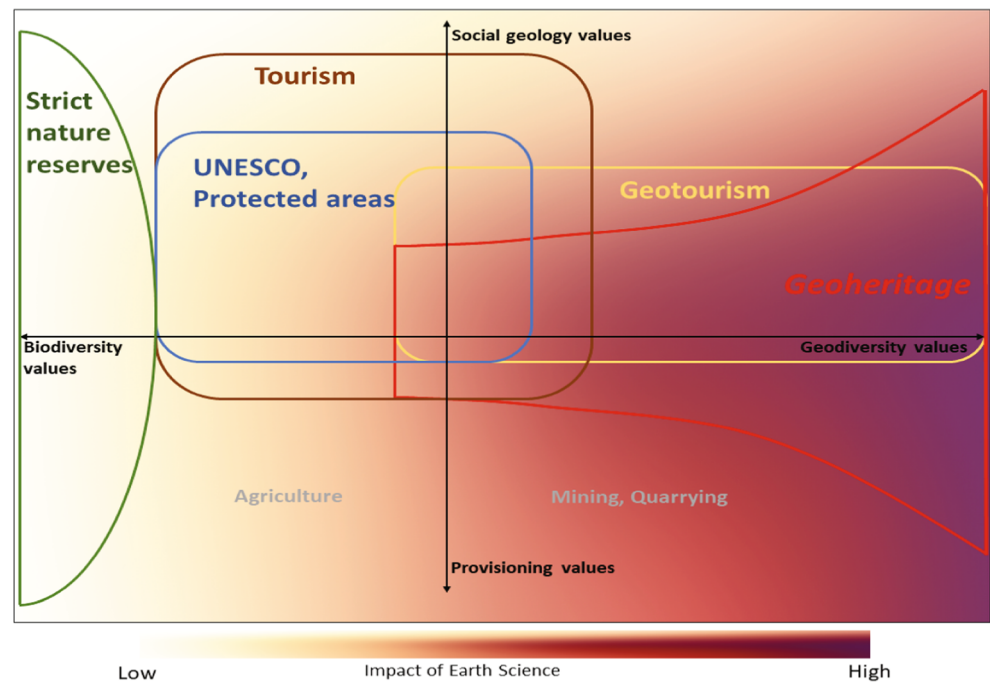 Social geology values
Tourism
Strict
nature
reserves
UNESCO,
Protected areas
Geotourism
Geoheritage
Biodiversity
values
Geodiversity values
Agriculture
Mining, Quarrying
Provisioning values
Low
Impact of Earth Science
High